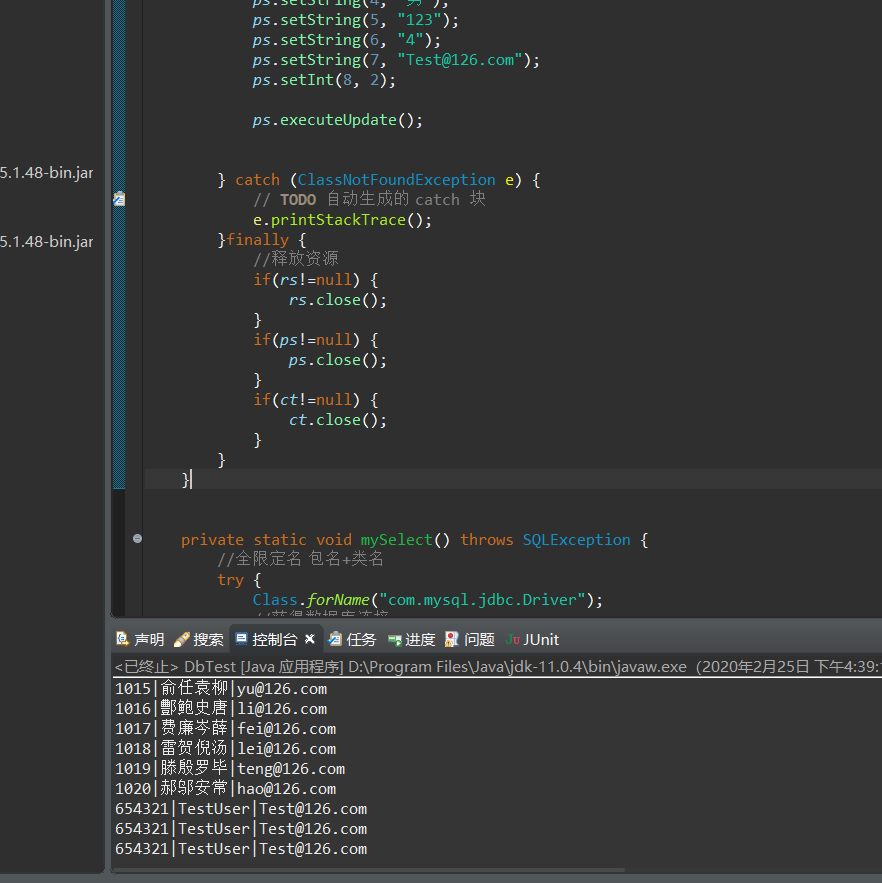 ps.setString(4, "男");
ps.setString(5, "123");
ps.setString(6, "4");
ps.setString(7, "Test@126.com");
ps.setInt(8, 2);
ps.executeUpdate();
5.1.48-bin.jar
} catch (ClassNotFoundException e) {
// TODO 自动生成的 catch 块
e.printStackTrace();
5.1.48-bin.jar
}finally {
//释放资源
if(rs!=null) {
rs.close();
}
if(ps!=null) {
ps.close();
}
if(ct!=null) {
ct.close();
}
}
}
private static void mySelect() throws SQLException {
//全限定名 包名+类名
try {
Class.forName("com.mysql.jdbc.Driver");
//获得数据库连接
声明 搜索 控制台 任务 进度 问题 JUnit
<已终止> DbTest [Java 应用程序] D:\Program Files\Java\jdk-11.0.4\bin\javaw.exe（2020年2月25日 下午4:39:
1015|俞任袁柳|yu@126.com
1016|酆鲍史唐|li@126.com
1017|费廉岑薛|fei@126.com
1018|雷贺倪汤|lei@126.com
1019|滕殷罗毕|teng@126.com
1020|郝邬安常|hao@126.com
654321|TestUser|Test@126.com
654321|TestUser|Test@126.com
654321|TestUser|Test@126.com